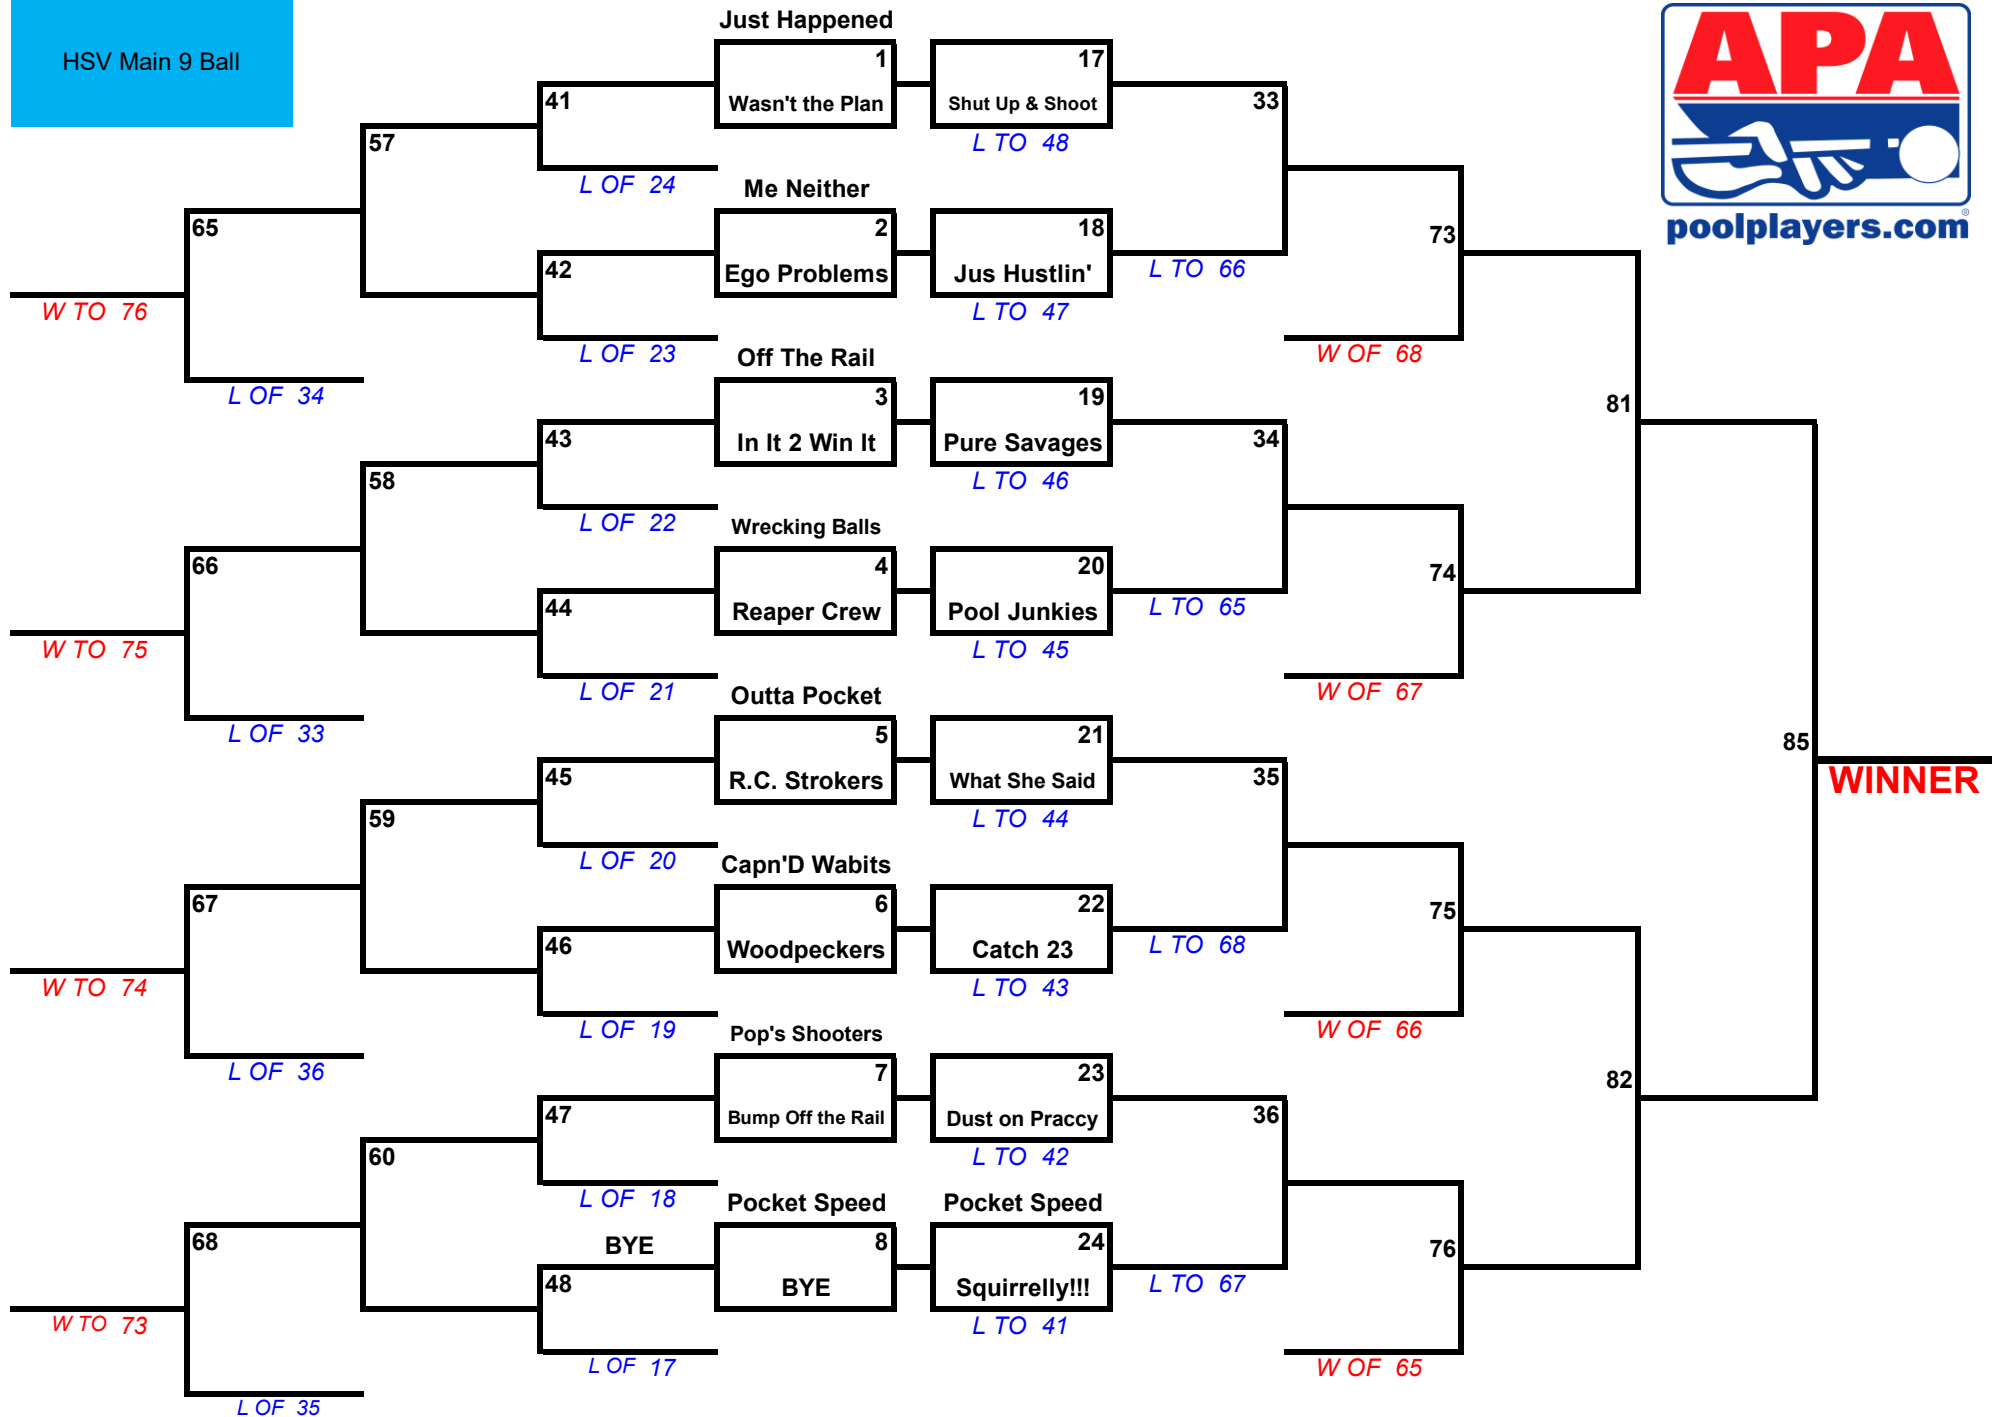 Just Happened
HSV Main 9 Ball
1
17
41
Wasn't the Plan
Shut Up & Shoot
33
57
L TO 48
L OF 24
Me Neither
65
2
18
73
42
Ego Problems
Jus Hustlin'
L TO 66
W TO 76
L TO 47
L OF 23
Off The Rail
W OF 68
L OF 34
3
19
81
43
In It 2 Win It
Pure Savages
34
58
L TO 46
L OF 22
Wrecking Balls
66
4
20
74
44
Reaper Crew
Pool Junkies
L TO 65
W TO 75
L TO 45
L OF 21
Outta Pocket
W OF 67
L OF 33
5
21
85
45
R.C. Strokers
What She Said
35
WINNER
59
L TO 44
L OF 20
Capn'D Wabits
67
6
22
75
46
Woodpeckers
Catch 23
L TO 68
W TO 74
L TO 43
L OF 19
Pop's Shooters
W OF 66
L OF 36
7
23
82
47
Bump Off the Rail
Dust on Praccy
36
60
L TO 42
L OF 18
Pocket Speed
Pocket Speed
68
BYE
8
24
76
48
BYE
Squirrelly!!!
L TO 67
W TO 73
L TO 41
L OF 17
W OF 65
L OF 35
APA
poolplayers.com®